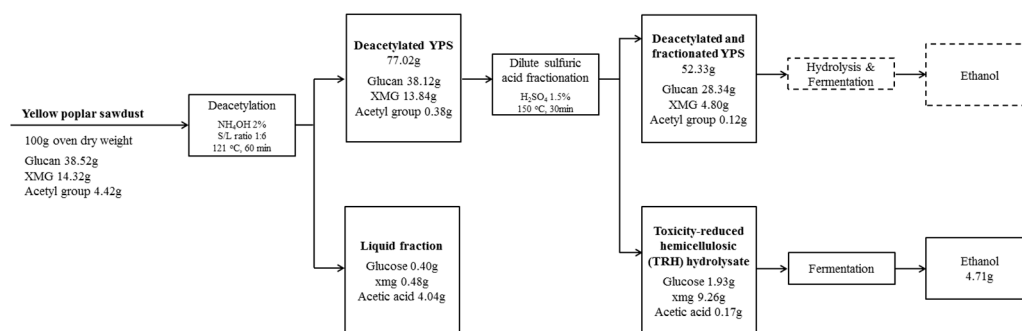 Yellow poplar sawdust
100g oven dry weight
Glucan 38.52g
XMG 14.32g
Acetyl group 4.42g
Deacetylation
NH₄OH 2%
S/L ratio 1:6
121 °C, 60 min
Deacetylated YPS
77.02g
Glucan 38.12g
XMG 13.84g
Acetyl group 0.38g
Liquid fraction
Glucose 0.40g
xmg 0.48g
Acetic acid 4.04g
Dilute sulfuric
acid fractionation
H₂SO₄ 1.5%
150 °C, 30min
Deacetylated and
fractionated YPS
52.33g
Glucan 28.34g
XMG 4.80g
Acetyl group 0.12g
Hydrolysis &
Fermentation
Ethanol
Toxicity-reduced
hemicellulosic
(TRH) hydrolysate
Glucose 1.93g
xmg 9.26g
Acetic acid 0.17g
Fermentation
Ethanol
4.71g